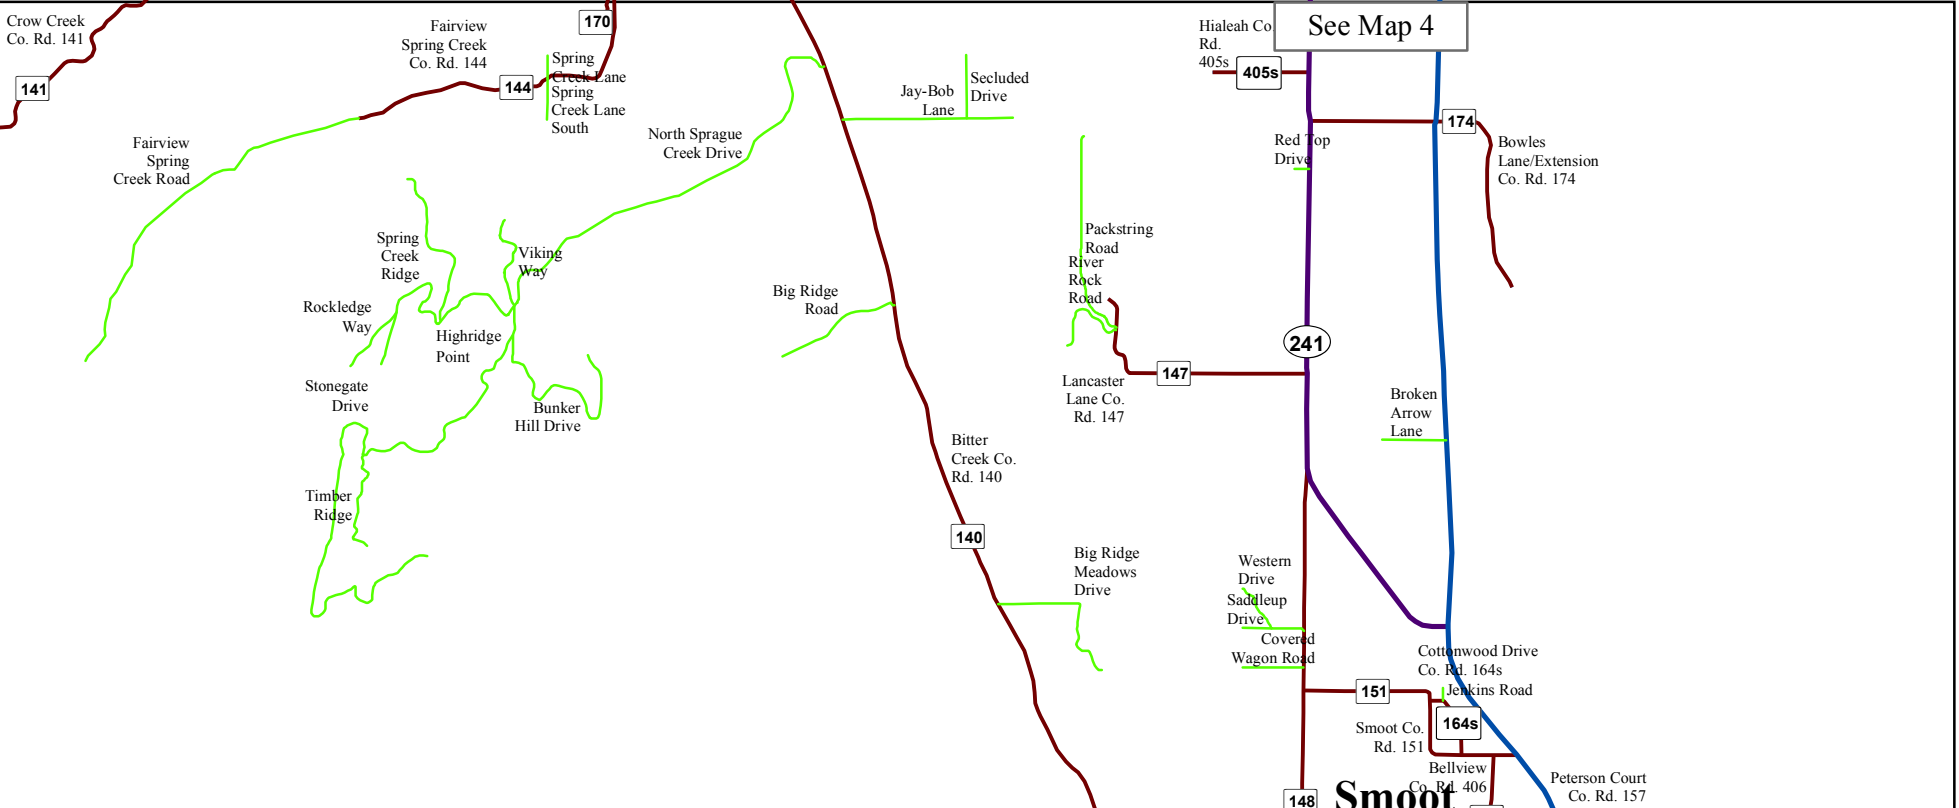 Crow Creek
Co. Rd. 141
141
Fairview
Spring Creek
Co. Rd. 144
170
144
Spring
Creek Lane
Spring
Creek Lane
South
Fairview
Spring
Creek Road
North Sprague
Creek Drive
Jay-Bob
Lane
Secluded
Drive
Hialeah Co
Rd.
405s
405s
See Map 4
174
Red Top
Drive
Bowles
Lane/Extension
Co. Rd. 174
Spring
Creek
Ridge
Viking
Way
Packstring
Road
River
Rock
Road
Rockledge
Way
Highridge
Point
Big Ridge
Road
241
147
Lancaster
Lane Co.
Rd. 147
Stonegate
Drive
Bunker
Hill Drive
Broken
Arrow
Lane
Bitter
Creek Co.
Rd. 140
Timber
Ridge
140
Big Ridge
Meadows
Drive
Western
Drive
Saddleup
Drive
Covered
Wagon Road
Cottonwood Drive
Co. Rd. 164s
Jenkins Road
151
164s
Smoot Co.
Rd. 151
Bellview
Co. Rd. 406
Peterson Court
Co. Rd. 157
148
Smoot